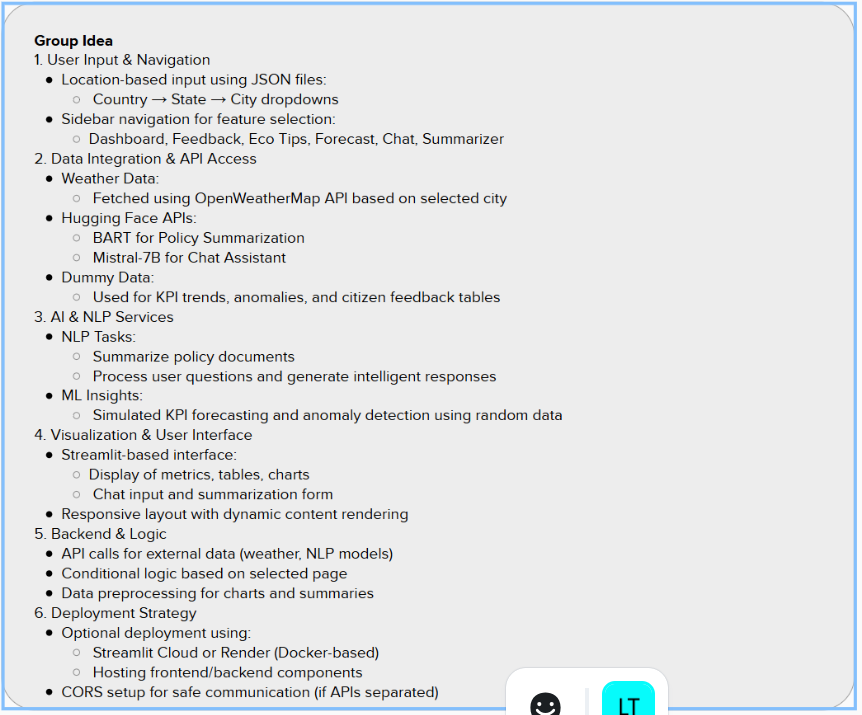 Group Idea
1. User Input & Navigation
● Location-based input using JSON files:
○ Country → State → City dropdowns
● Sidebar navigation for feature selection:
○ Dashboard, Feedback, Eco Tips, Forecast, Chat, Summarizer
2. Data Integration & API Access
● Weather Data:
○ Fetched using OpenWeatherMap API based on selected city
● Hugging Face APIs:
○ BART for Policy Summarization
○ Mistral-7B for Chat Assistant
● Dummy Data:
○ Used for KPI trends, anomalies, and citizen feedback tables
3. AI & NLP Services
● NLP Tasks:
○ Summarize policy documents
○ Process user questions and generate intelligent responses
● ML Insights:
○ Simulated KPI forecasting and anomaly detection using random data
4. Visualization & User Interface
● Streamlit-based interface:
○ Display of metrics, tables, charts
○ Chat input and summarization form
● Responsive layout with dynamic content rendering
5. Backend & Logic
● API calls for external data (weather, NLP models)
● Conditional logic based on selected page
● Data preprocessing for charts and summaries
6. Deployment Strategy
● Optional deployment using:
○ Streamlit Cloud or Render (Docker-based)
○ Hosting frontend/backend components
● CORS setup for safe communication (if APIs separated)
LT